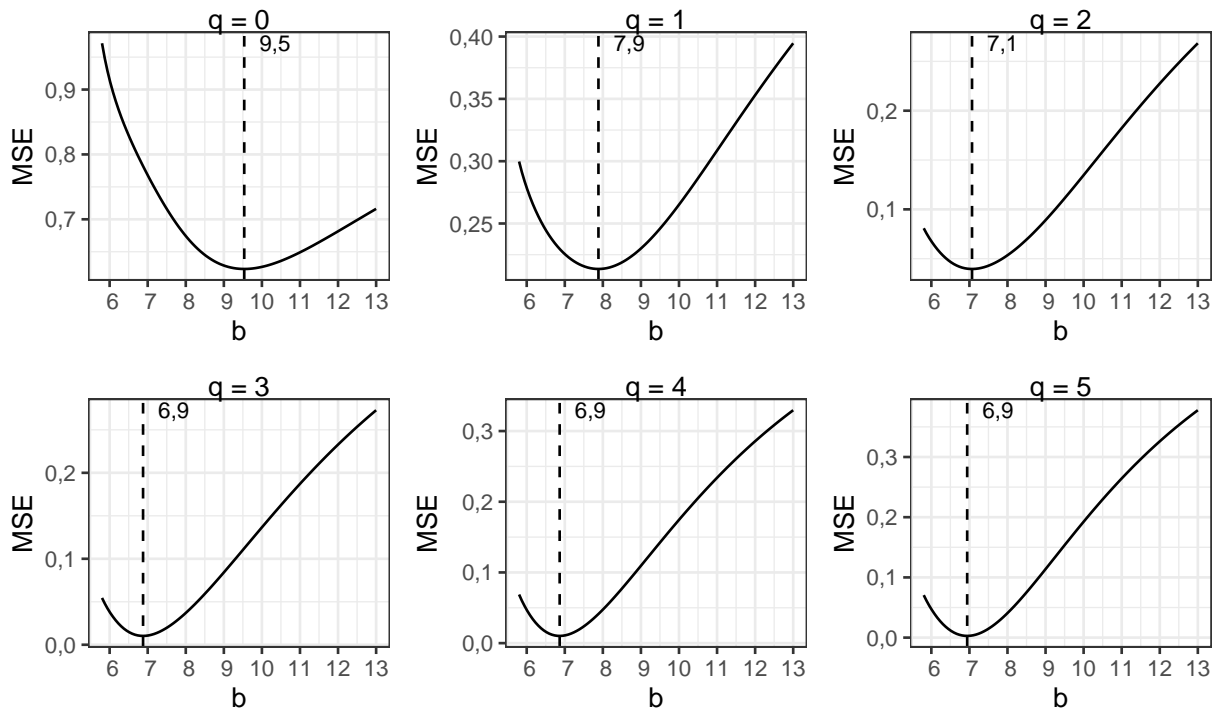 q = 0
9,5
MSE
0,9
0,8
0,7
6 7 8 9 10 11 12 13
b
q = 1
7,9
MSE
0,40
0,35
0,30
0,25
6 7 8 9 10 11 12 13
b
q = 2
7,1
MSE
0,2
0,1
6 7 8 9 10 11 12 13
b
q = 3
6,9
MSE
0,2
0,1
0,0
6 7 8 9 10 11 12 13
b
q = 4
6,9
MSE
0,3
0,2
0,1
0,0
6 7 8 9 10 11 12 13
b
q = 5
6,9
MSE
0,3
0,2
0,1
0,0
6 7 8 9 10 11 12 13
b